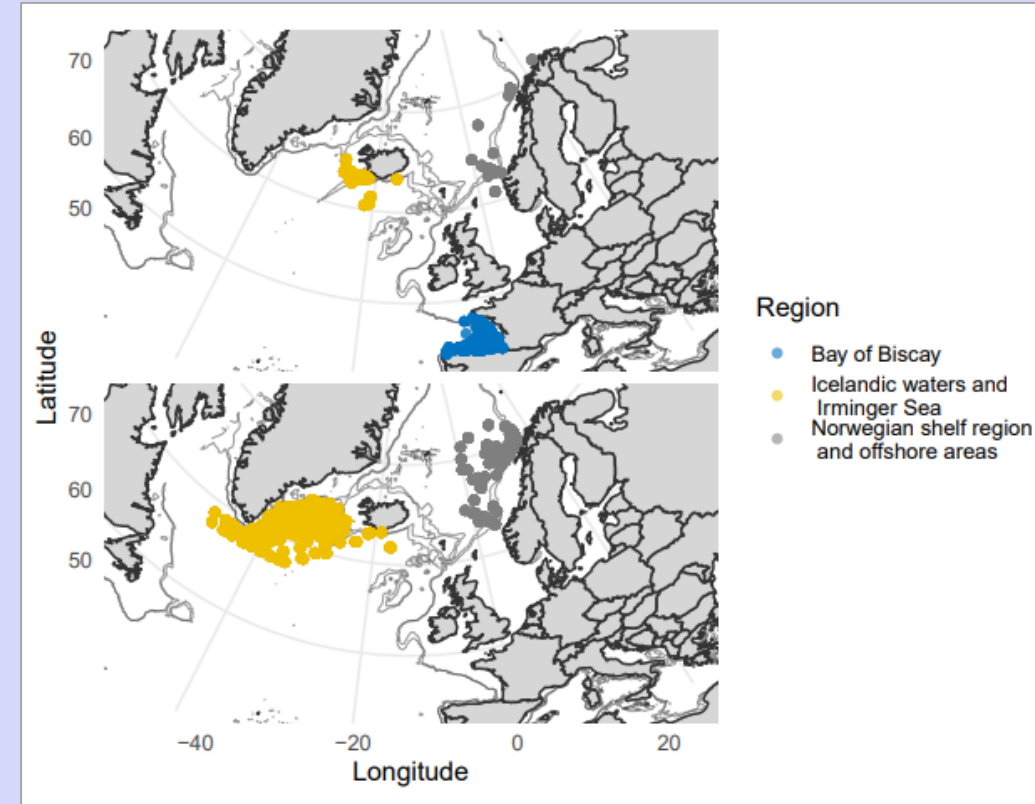 70
60
50
70
60
50
Latitude
−40
−20
0
20
Longitude
Region
Bay of Biscay
Icelandic waters and
Irminger Sea
Norwegian shelf region
and offshore areas